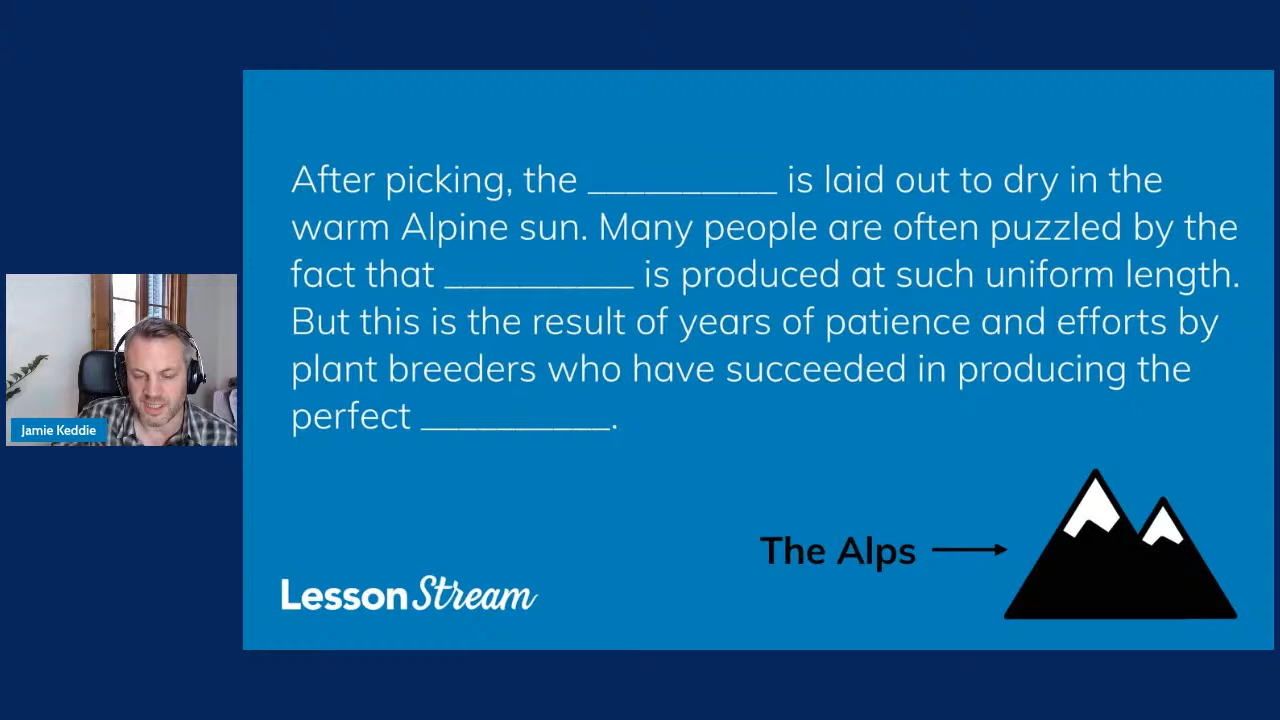 After picking, the __________ is laid out to dry in the
warm Alpine sun. Many people are often puzzled by the
fact that __________ is produced at such uniform length.
But this is the result of years of patience and efforts by
plant breeders who have succeeded in producing the
perfect __________.
Jamie Keddie
The Alps
LessonStream